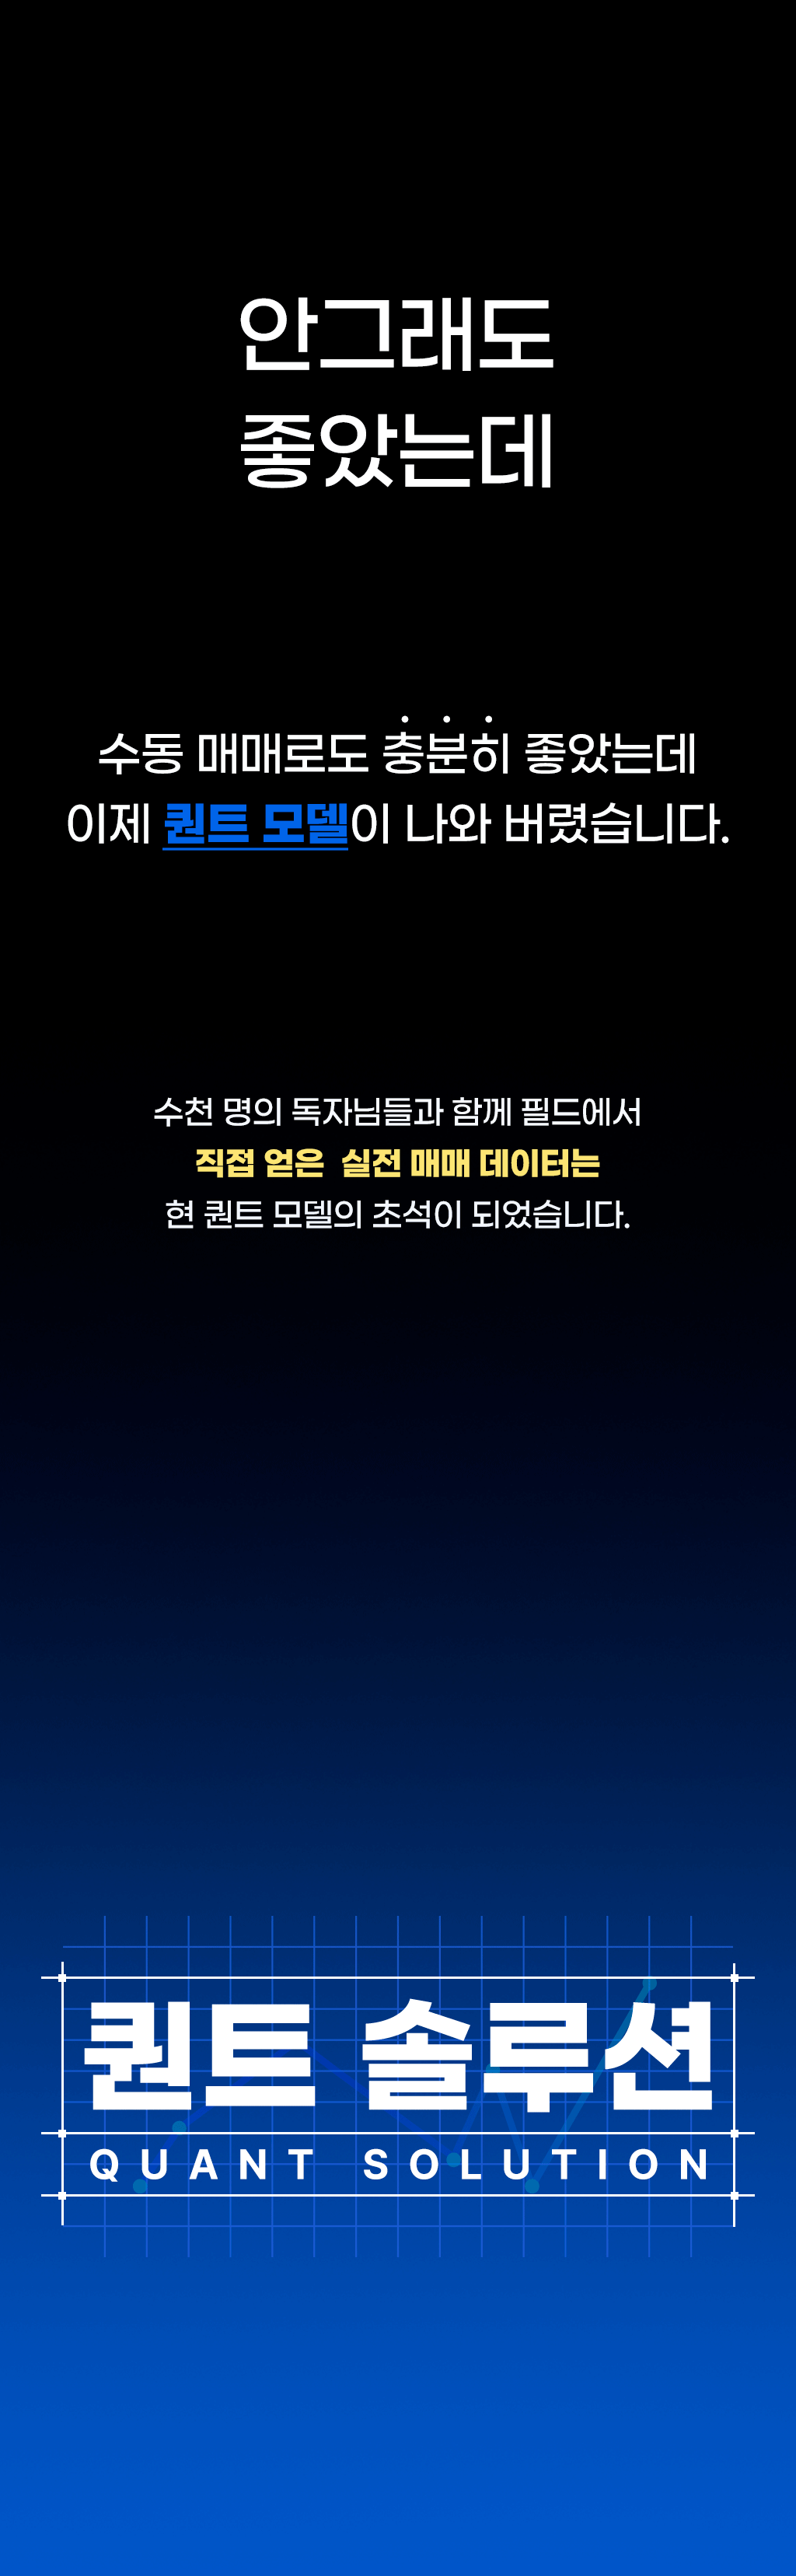 안그래도
좋았는데
수동 매매로도 충분히 좋았는데
이제 퀀트 모델이 나와 버렸습니다.
수천 명의 독자님들과 함께 필드에서
직접 얻은 실전 매매 데이터는
현 퀀트 모델의 초석이 되었습니다.
퀀트 솔루션
QUANT SOLUTION